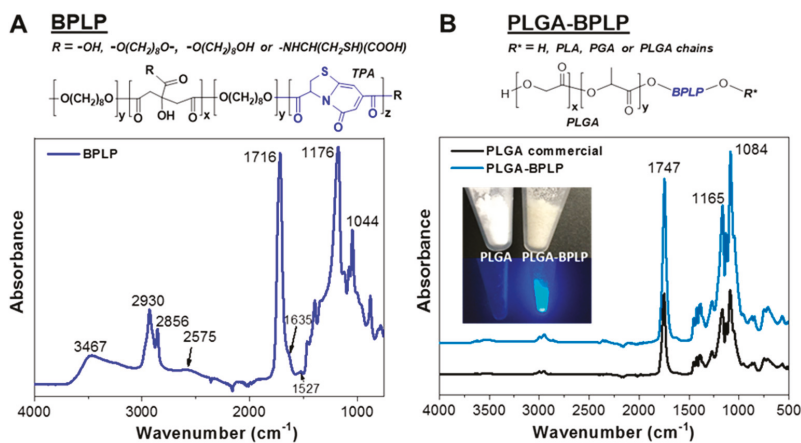 A BPLP
R = -OH, -O(CH2)8O-, -O(CH2)8OH or -NHCH(CH2SH)(COOH)
R O
S TPA
O(CH2)8O y O OH O x O(CH2)8O y O N O O z R
BPLP
1716
1176
1044
2930
2856
2575
1635
3467
1527
Absorbance
4000 3000 2000 1000
Wavenumber (cm-1)
B PLGA-BPLP
R* = H, PLA, PGA or PLGA chains
H O O x O O y O BPLP O R*
PLGA
PLGA commercial
PLGA-BPLP
1084
1747
1165
PLGA PLGA-BPLP
Absorbance
4000 3500 3000 2500 2000 1500 1000 500
Wavenumber (cm-1)